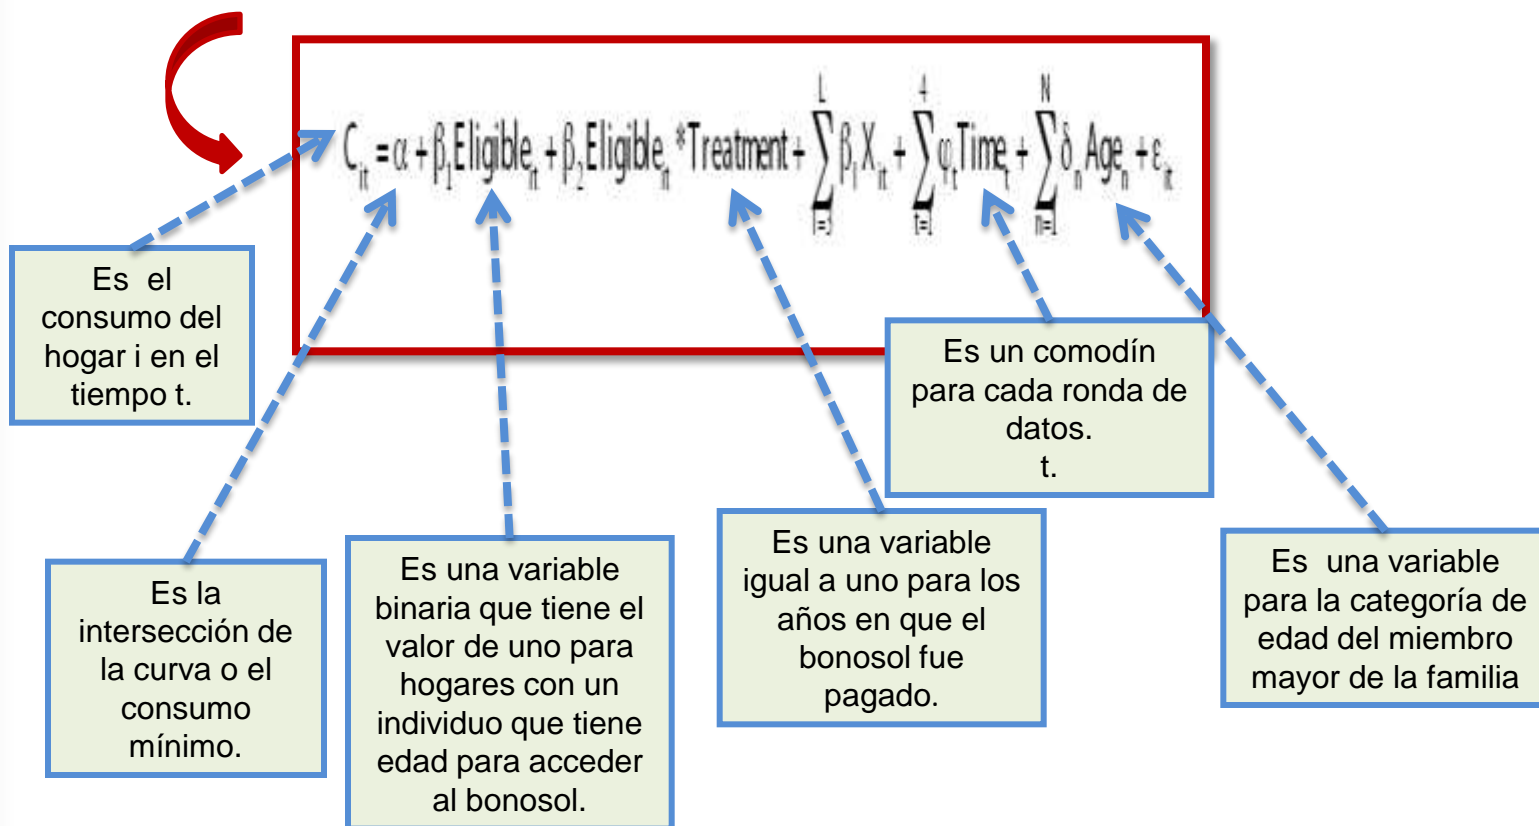 C_it = α + β_1 Eligible_it + β_2 Eligible_it * Treatment + ∑_{l=3}^{L} β_l X_it + ∑_{t=1}^{4} φ_t Time_t + ∑_{n=1}^{N} δ_n Age_n + ε_it
Es el
consumo del
hogar i en el
tiempo t.
Es la
intersección de
la curva o el
consumo
mínimo.
Es una variable
binaria que tiene el
valor de uno para
hogares con un
individuo que tiene
edad para acceder
al bonosol.
Es una variable
igual a uno para los
años en que el
bonosol fue
pagado.
Es un comodín
para cada ronda de
datos.
t.
Es una variable
para la categoría de
edad del miembro
mayor de la familia